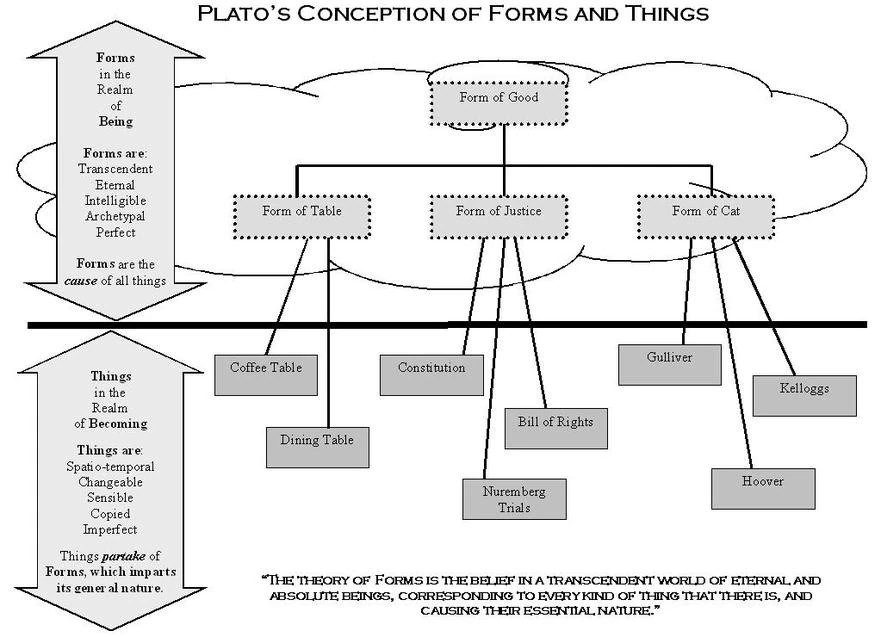 PLATO'S CONCEPTION OF FORMS AND THINGS
Forms
in the
Realm
of
Being
Forms are:
Transcendent
Eternal
Intelligible
Archetypal
Perfect
Forms are the
cause of all things
Form of Good
Form of Table
Form of Justice
Form of Cat
Things
in the
Realm
of Becoming
Things are:
Spatio-temporal
Changeable
Sensible
Copied
Imperfect
Things partake of
Forms, which imparts
its general nature.
Coffee Table
Constitution
Gulliver
Kelloggs
Bill of Rights
Dining Table
Nuremberg
Trials
Hoover
"THE THEORY OF FORMS IS THE BELIEF IN A TRANSCENDENT WORLD OF ETERNAL AND
ABSOLUTE BEINGS, CORRESPONDING TO EVERY KIND OF THING THAT THERE IS, AND
CAUSING THEIR ESSENTIAL NATURE."